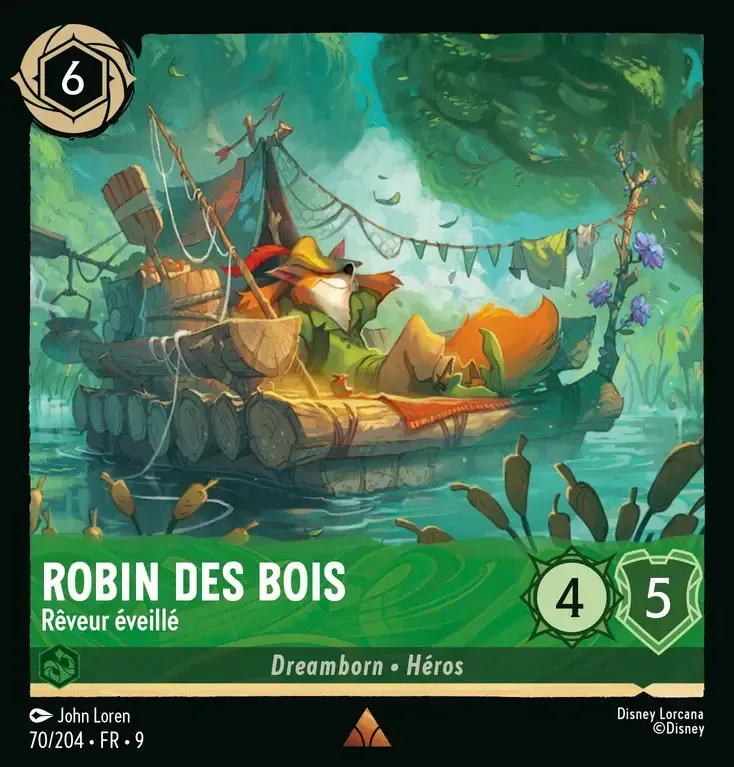 6
ROBIN DES BOIS
Rêveur éveillé
4
5
Dreamborn • Héros
John Loren
70/204 • FR • 9
Disney Lorcana
©Disney